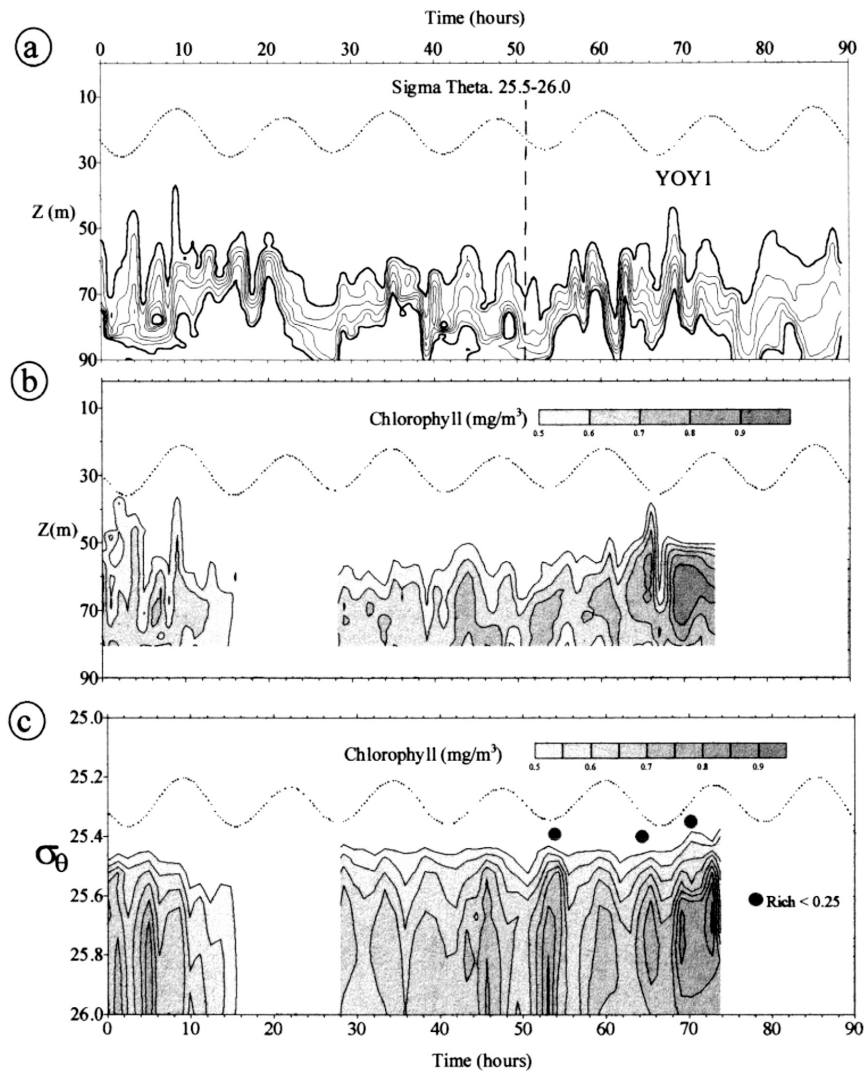 Time (hours)
a
0 10 20 30 40 50 60 70 80 90
Sigma Theta. 25.5-26.0
YOY1
Z (m)
10
30
50
70
90
b
Chlorophyll (mg/m³)
0.5 0.6 0.7 0.8 0.9
Z(m)
10
30
50
70
90
c
Chlorophyll (mg/m³)
0.5 0.6 0.7 0.8 0.9
σθ
25.0
25.2
25.4
25.6
25.8
26.0
Rich < 0.25
0 10 20 30 40 50 60 70 80 90
Time (hours)